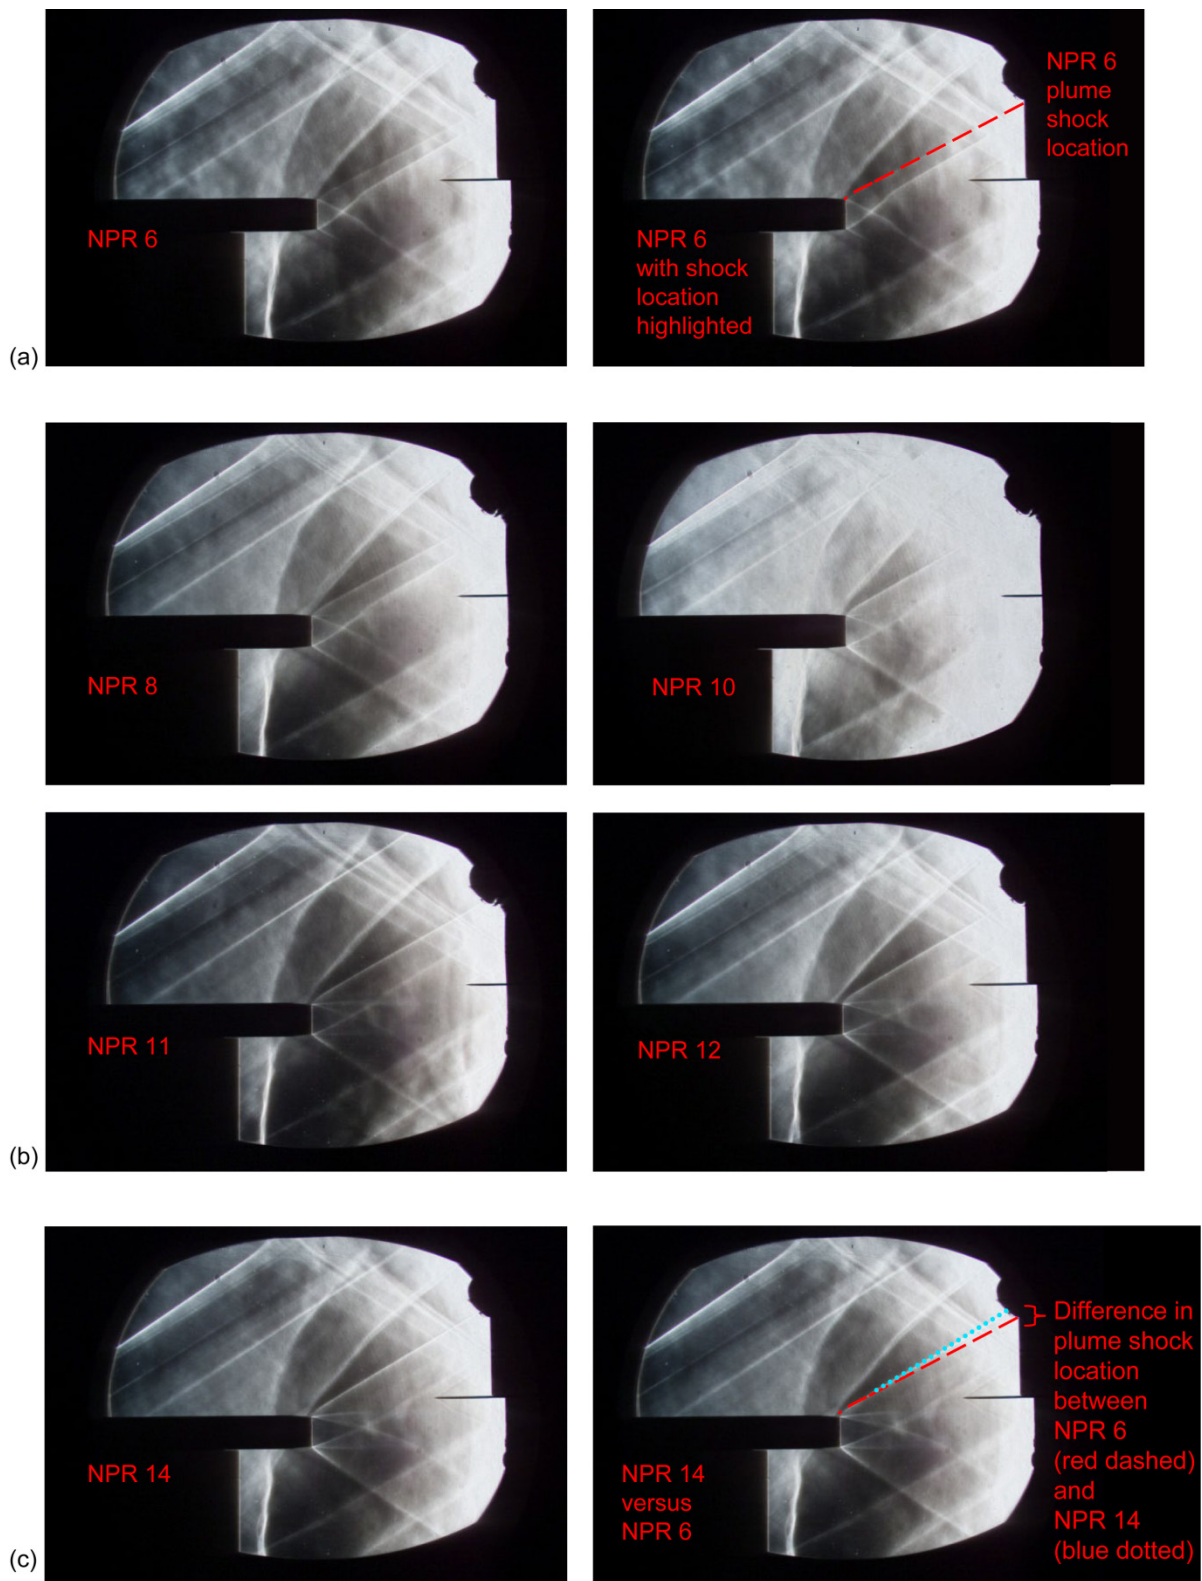 NPR 6
NPR 6
with shock
location
highlighted
NPR 6
plume
shock
location
(a)
NPR 8
NPR 10
NPR 11
NPR 12
(b)
NPR 14
NPR 14
versus
NPR 6
Difference in
plume shock
location
between
NPR 6
(red dashed)
and
NPR 14
(blue dotted)
(c)